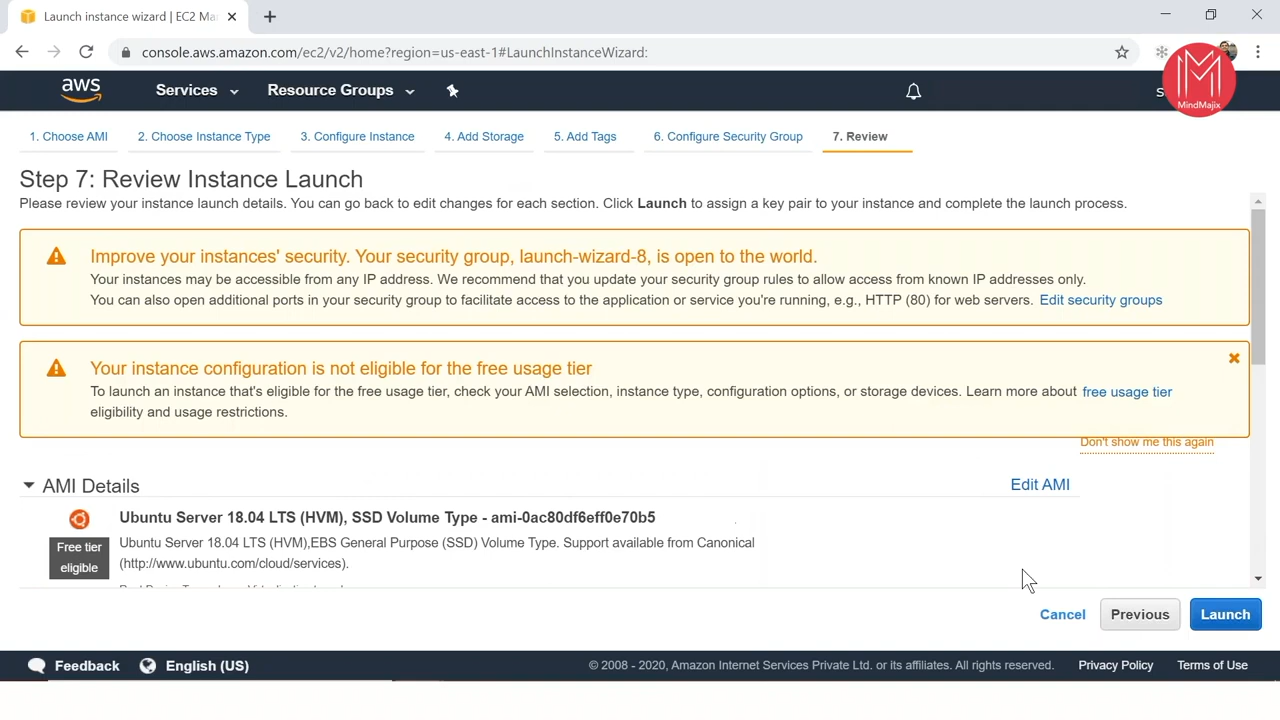 Launch instance wizard | EC2 Ma
console.aws.amazon.com/ec2/v2/home?region=us-east-1#LaunchInstanceWizard:
aws Services Resource Groups S
MindMajix
1. Choose AMI 2. Choose Instance Type 3. Configure Instance 4. Add Storage 5. Add Tags 6. Configure Security Group 7. Review
Step 7: Review Instance Launch
Please review your instance launch details. You can go back to edit changes for each section. Click Launch to assign a key pair to your instance and complete the launch process.
Improve your instances' security. Your security group, launch-wizard-8, is open to the world.
Your instances may be accessible from any IP address. We recommend that you update your security group rules to allow access from known IP addresses only.
You can also open additional ports in your security group to facilitate access to the application or service you're running, e.g., HTTP (80) for web servers. Edit security groups
Your instance configuration is not eligible for the free usage tier
To launch an instance that's eligible for the free usage tier, check your AMI selection, instance type, configuration options, or storage devices. Learn more about free usage tier
eligibility and usage restrictions.
Don't show me this again
AMI Details Edit AMI
Ubuntu Server 18.04 LTS (HVM), SSD Volume Type - ami-0ac80df6eff0e70b5
Free tier
eligible
Ubuntu Server 18.04 LTS (HVM),EBS General Purpose (SSD) Volume Type. Support available from Canonical
(http://www.ubuntu.com/cloud/services).
Cancel Previous Launch
Feedback English (US) © 2008 - 2020, Amazon Internet Services Private Ltd. or its affiliates. All rights reserved. Privacy Policy Terms of Use